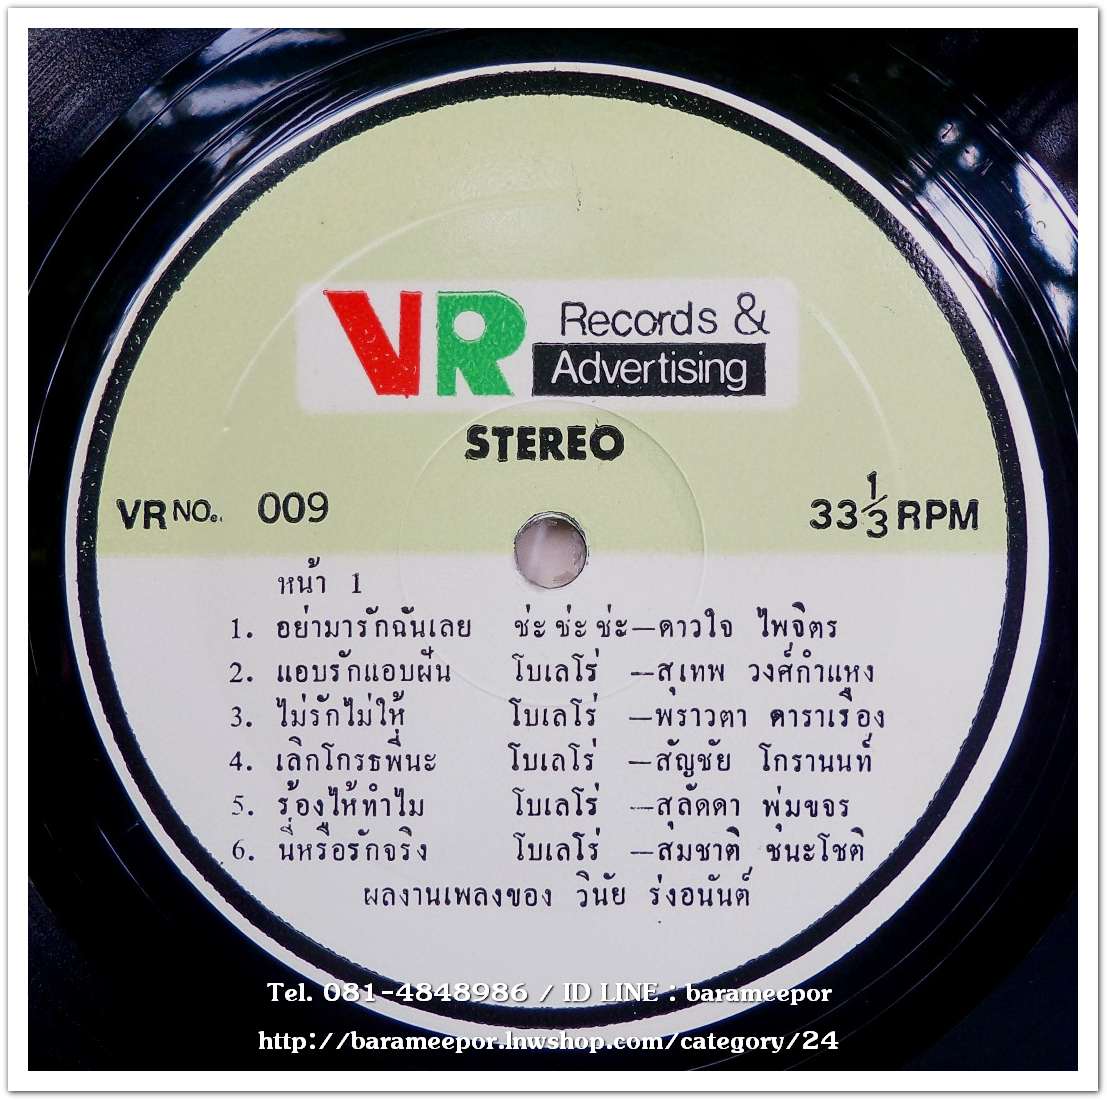 VR Records &
Advertising
STEREO
VR NO. 009
33 1/3 RPM
หน้า 1
1. อย่ามารักฉันเลย ช่ะ ช่ะ ช่ะ—ดาวใจ ไพจิตร
2. แอบรักแอบฝัน โบเลโร่ —สุเทพ วงศ์กำแหง
3. ไม่รักไม่ให้ โบเลโร่ —พราวตา ดาราเรือง
4. เลิกโกรธพี่นะ โบเลโร่ —สัญชัย โกรานนท์
5. ร้องไห้ทำไม โบเลโร่ —สุลัดดา พุ่มขจร
6. นี่หรือรักจริง โบเลโร่ —สมชาติ ชนะโชติ
ผลงานเพลงของ วินัย รุ่งอนันต์
Tel. 081-4848986 / ID LINE : barameepor
http://barameepor.lnwshop.com/category/24